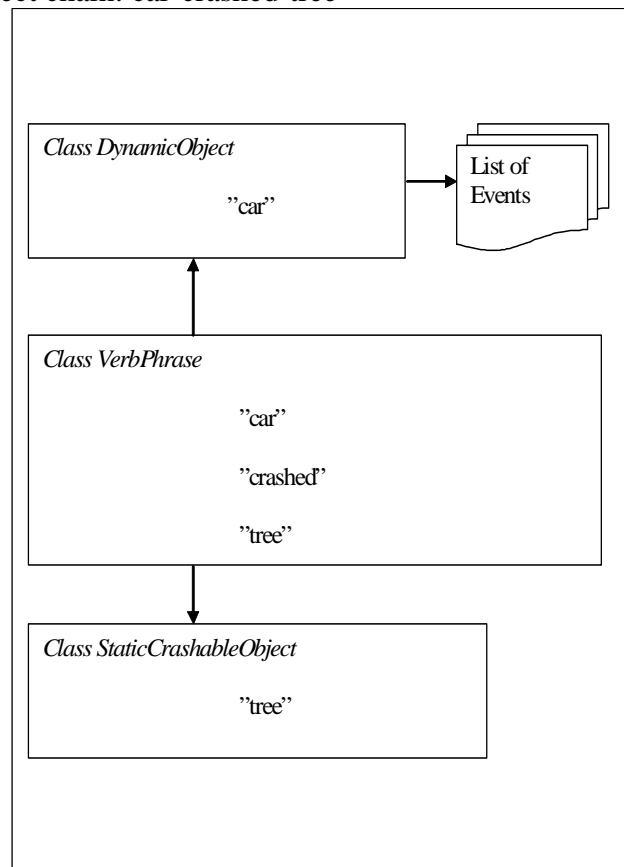 Class DynamicObject
”car”
List of
Events
Class VerbPhrase
”car”
”crashed”
”tree”
Class StaticCrashableObject
”tree”